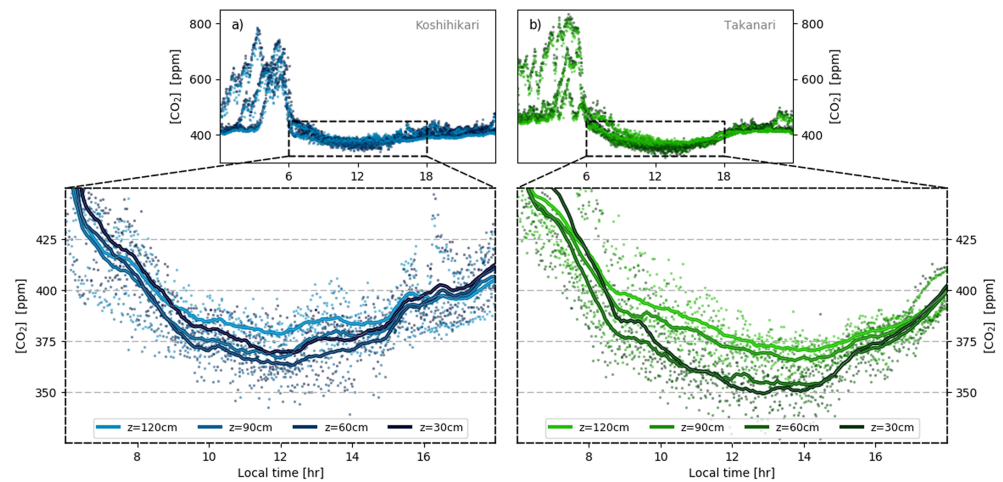 a)
Koshihikari
b)
Takanari
800
600
400
[CO₂] [ppm]
6
12
18
800
600
400
[CO₂] [ppm]
6
12
18
425
400
375
350
[CO₂] [ppm]
z=120cm z=90cm z=60cm z=30cm
8 10 12 14 16
Local time [hr]
425
400
375
350
[CO₂] [ppm]
z=120cm z=90cm z=60cm z=30cm
8 10 12 14 16
Local time [hr]